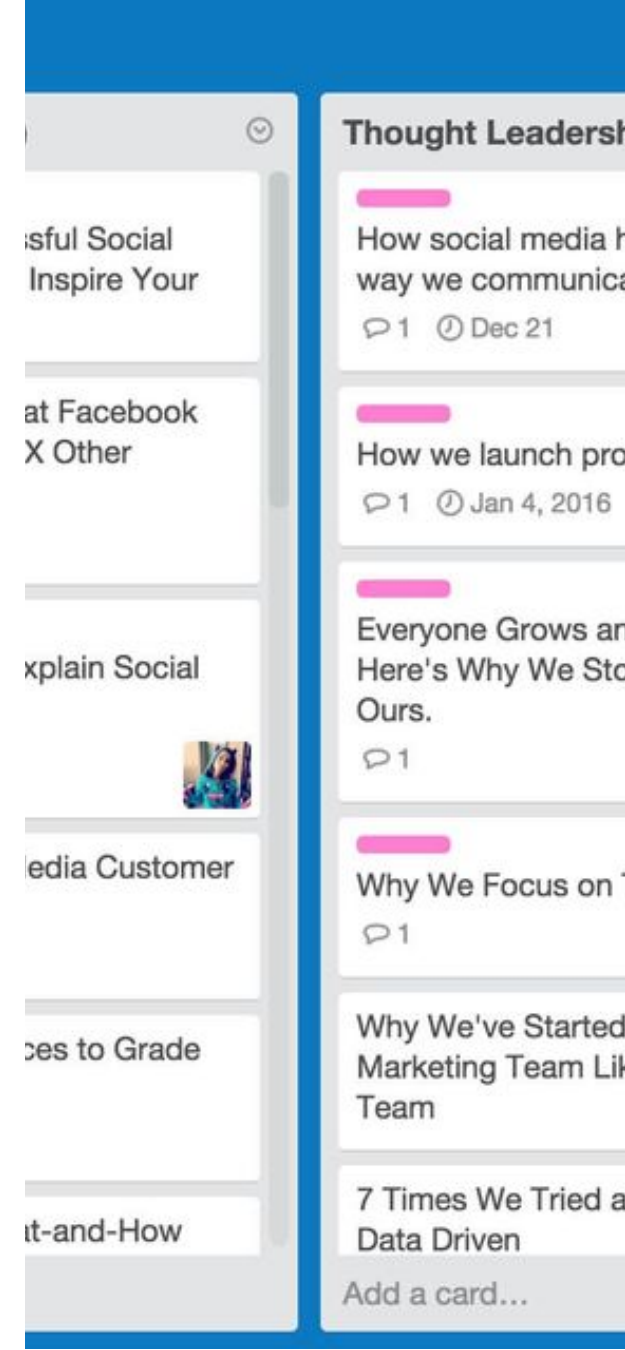 ssful Social
Inspire Your
at Facebook
X Other
xplain Social
edia Customer
ces to Grade
at-and-How
Thought Leadersh
How social media h
way we communica
1 Dec 21
How we launch pro
1 Jan 4, 2016
Everyone Grows an
Here's Why We Sto
Ours.
1
Why We Focus on T
1
Why We've Started
Marketing Team Lik
Team
7 Times We Tried a
Data Driven
Add a card...